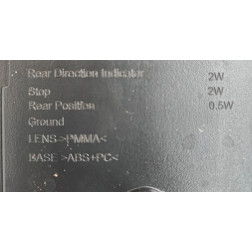 Rear Direction Indicator 2W
Stop 2W
Rear Position 0.5W
Ground
LENS>PMMA<
BASE >ABS+PC<